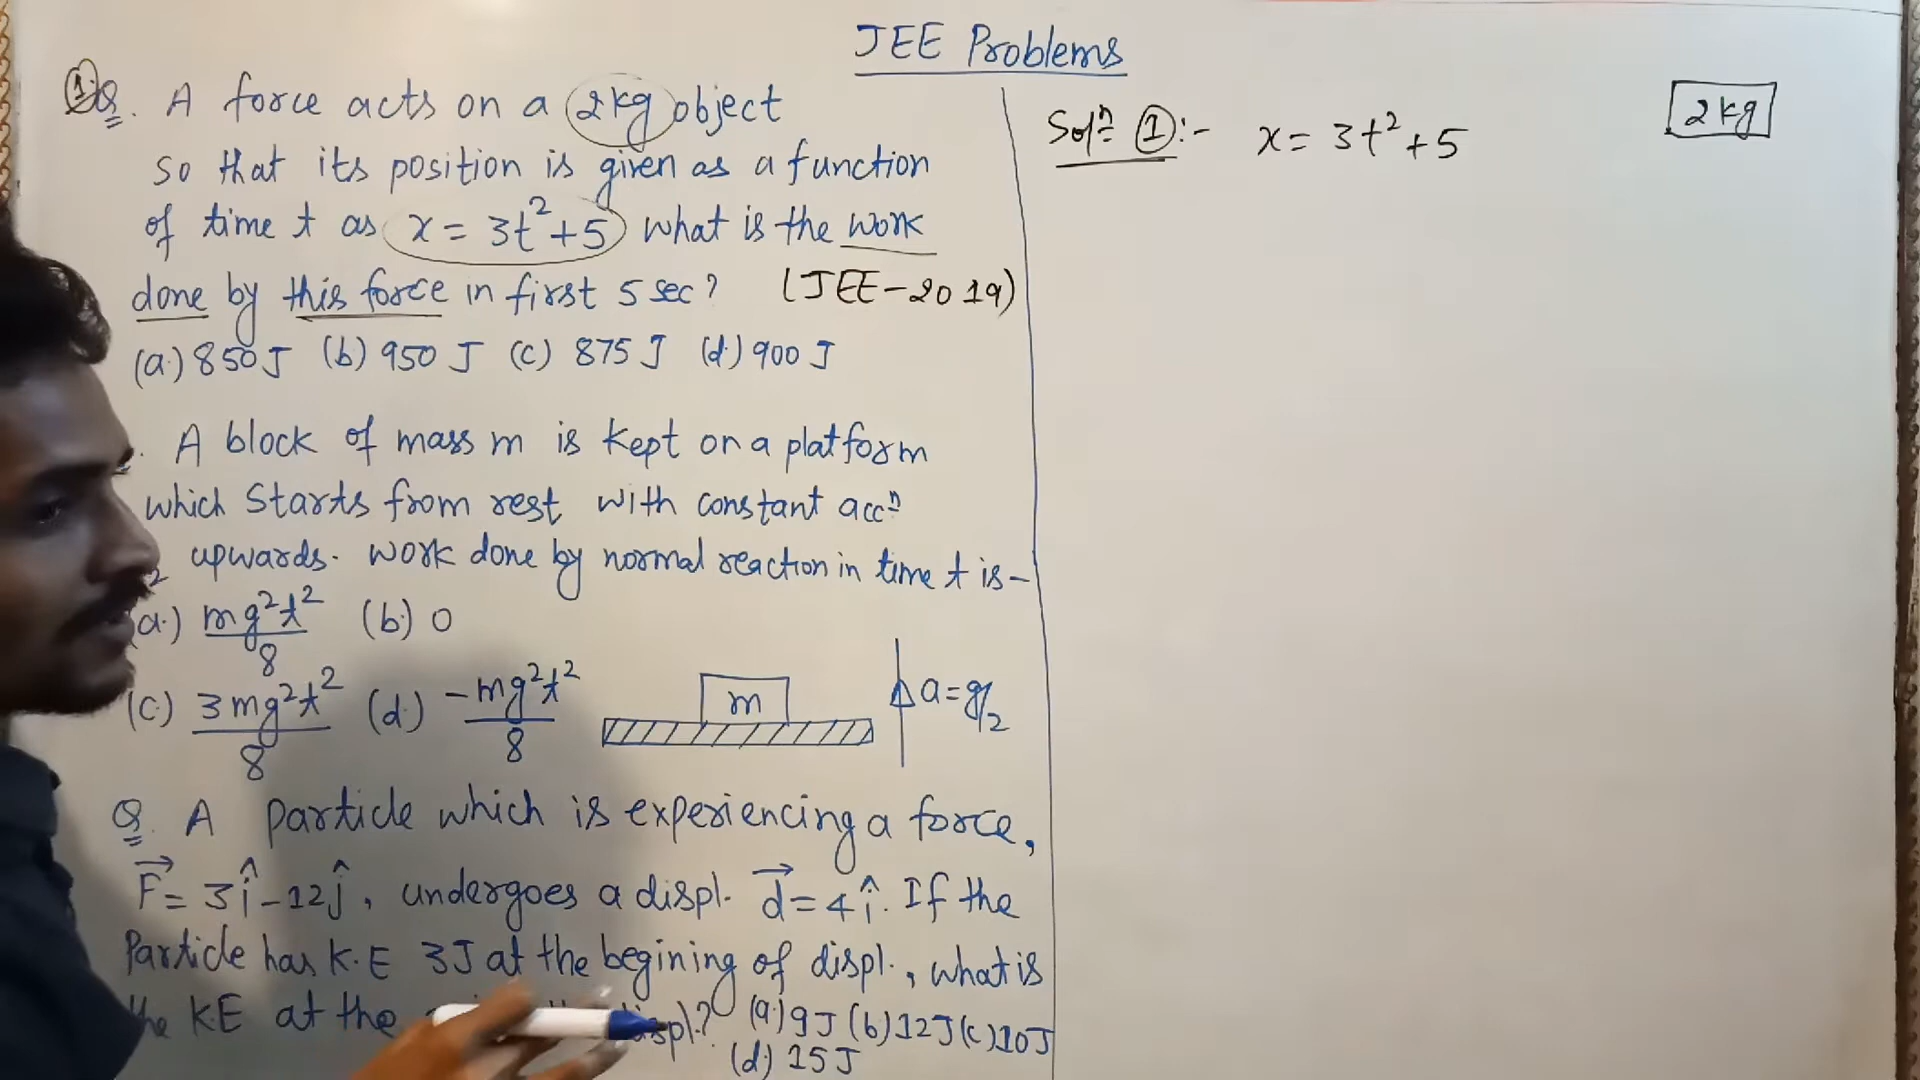 JEE Problems
1 Q. A force acts on a 2kg object
so that its position is given as a function
of time t as x = 3t²+5 what is the work
done by this force in first 5 sec? (JEE-2019)
(a.) 850J (b) 950 J (c) 875 J (d.) 900 J
. A block of mass m is kept on a platform
which starts from rest with constant accⁿ
2 upwards. work done by normal reaction in time t is-
(a.) mg²t²/8 (b.) 0
(c) 3mg²t²/8 (d.) -mg²t²/8
m
a=g/2
Q. A particle which is experiencing a force,
F⃗= 3î-12ĵ, undergoes a displ. d⃗=4î. If the
Particle has K.E 3J at the begining of displ., what is
the KE at the displ.? (a.) 9J (b) 12J (c) 10J
(d) 15J
Solⁿ ①:- x = 3t²+5
2kg